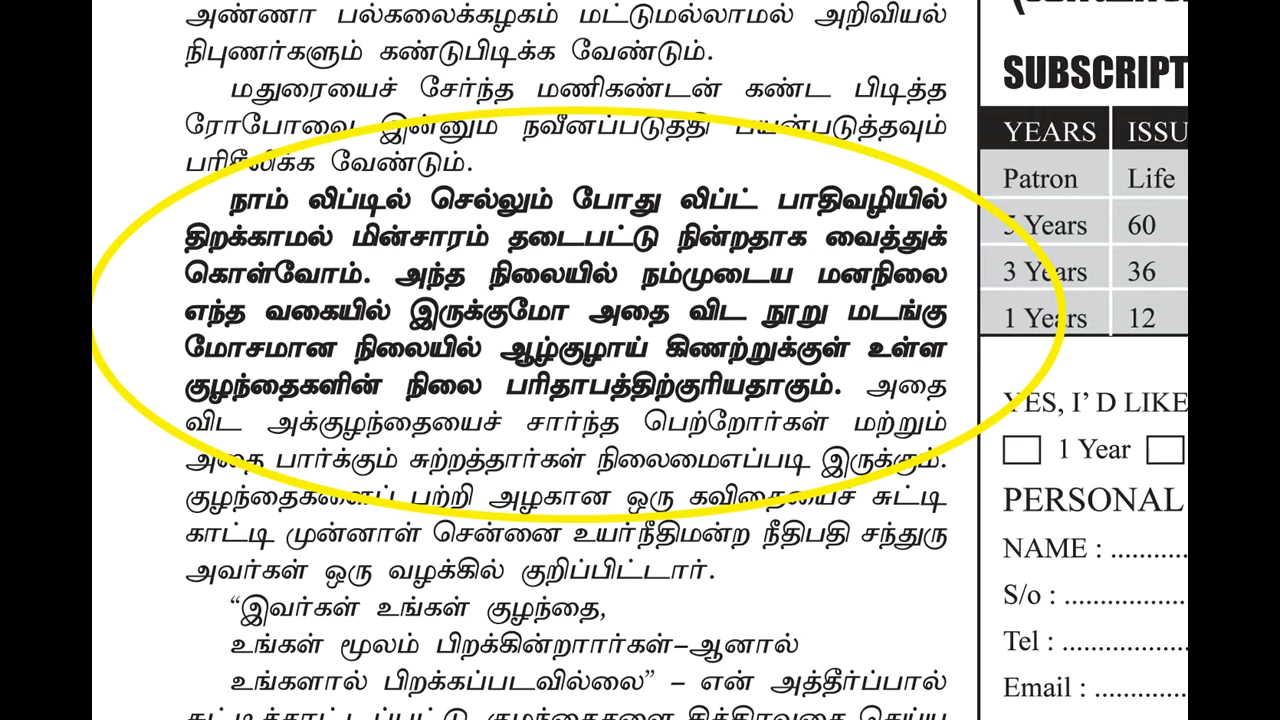 அண்ணா பல்கலைக்கழகம் மட்டுமல்லாமல் அறிவியல்
நிபுணர்களும் கண்டுபிடிக்க வேண்டும்.
மதுரையைச் சேர்ந்த மணிகண்டன் கண்ட பிடித்த
ரோபோவை இன்னும் நவீனப்படுத்தி பயன்படுத்தவும்
பரிசீலிக்க வேண்டும்.
நாம் லிப்டில் செல்லும் போது லிப்ட் பாதிவழியில்
திறக்காமல் மின்சாரம் தடைபட்டு நின்றதாக வைத்துக்
கொள்வோம். அந்த நிலையில் நம்முடைய மனநிலை
எந்த வகையில் இருக்குமோ அதை விட நூறு மடங்கு
மோசமான நிலையில் ஆழ்குழாய் கிணற்றுக்குள் உள்ள
குழந்தைகளின் நிலை பரிதாபத்திற்குரியதாகும். அதை
விட அக்குழந்தையைச் சார்ந்த பெற்றோர்கள் மற்றும்
அதை பார்க்கும் சுற்றத்தார்கள் நிலைமைஎப்படி இருக்கும்.
குழந்தைகளைப் பற்றி அழகான ஒரு கவிதையைச் சுட்டி
காட்டி முன்னாள் சென்னை உயர்நீதிமன்ற நீதிபதி சந்துரு
அவர்கள் ஒரு வழக்கில் குறிப்பிட்டார்.
“இவர்கள் உங்கள் குழந்தை,
உங்கள் மூலம் பிறக்கின்றாார்கள்–ஆனால்
உங்களால் பிறக்கப்படவில்லை” – என் அத்தீர்ப்பால்
SUBSCRIPT
YEARS ISSU
Patron Life
5 Years 60
3 Years 36
1 Years 12
YES, I’ D LIKE
1 Year
PERSONAL
NAME : ...........
S/o : .................
Tel : .................
Email : .............